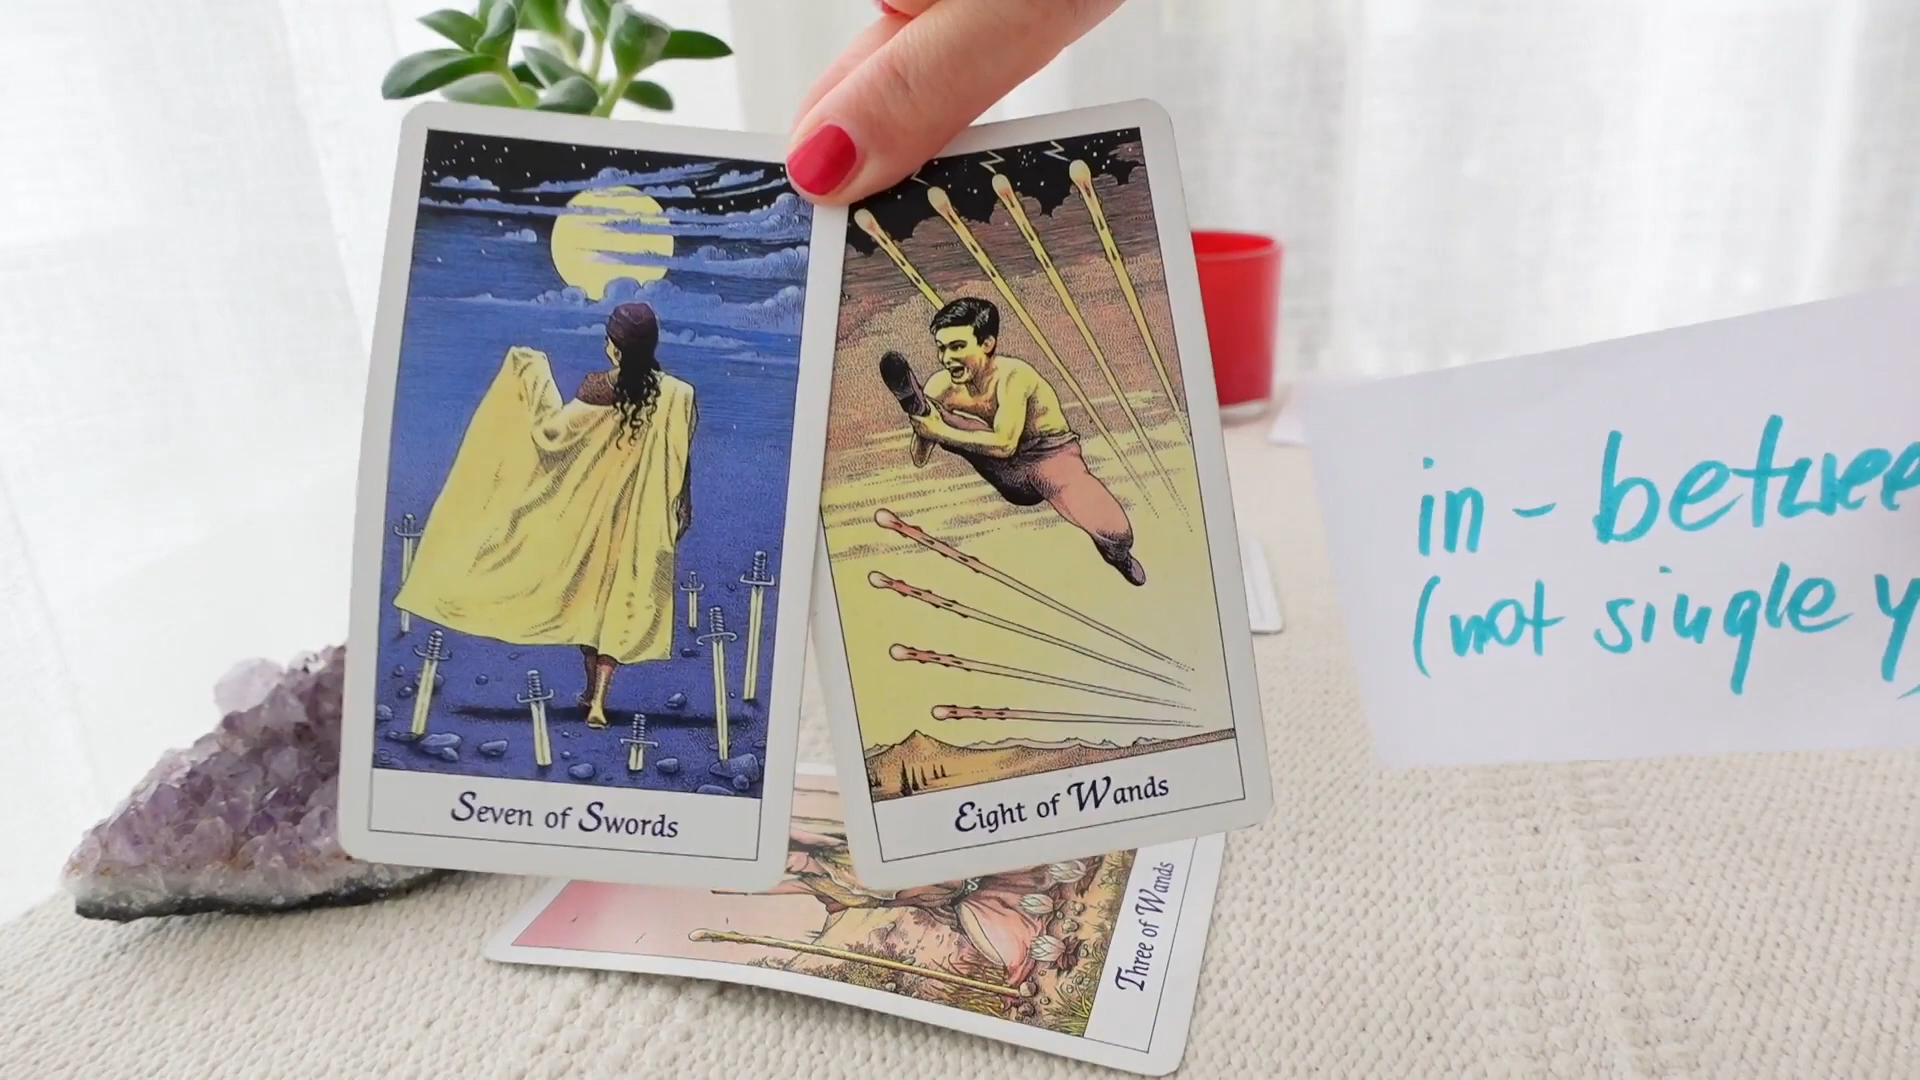 Seven of Swords
Eight of Wands
Three of Wands
in-betwee
(not single y